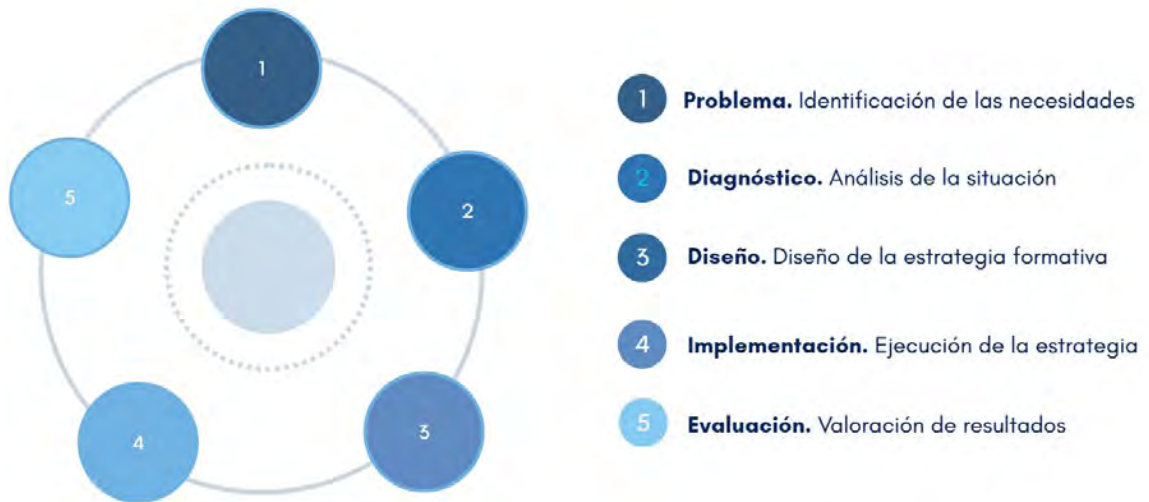 1
2
3
4
5
1 Problema. Identificación de las necesidades
2 Diagnóstico. Análisis de la situación
3 Diseño. Diseño de la estrategia formativa
4 Implementación. Ejecución de la estrategia
5 Evaluación. Valoración de resultados